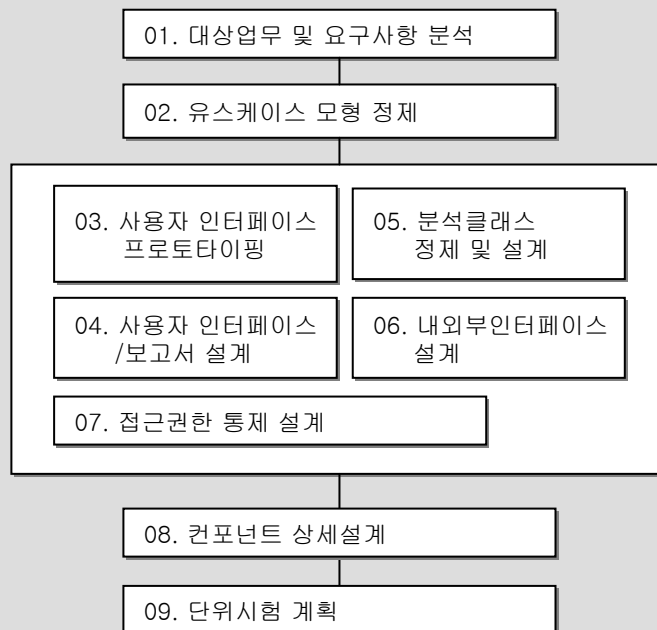 01. 대상업무 및 요구사항 분석
02. 유스케이스 모형 정제
03. 사용자 인터페이스
프로토타이핑
05. 분석클래스
정제 및 설계
04. 사용자 인터페이스
/보고서 설계
06. 내외부인터페이스
설계
07. 접근권한 통제 설계
08. 컨포넌트 상세설계
09. 단위시험 계획